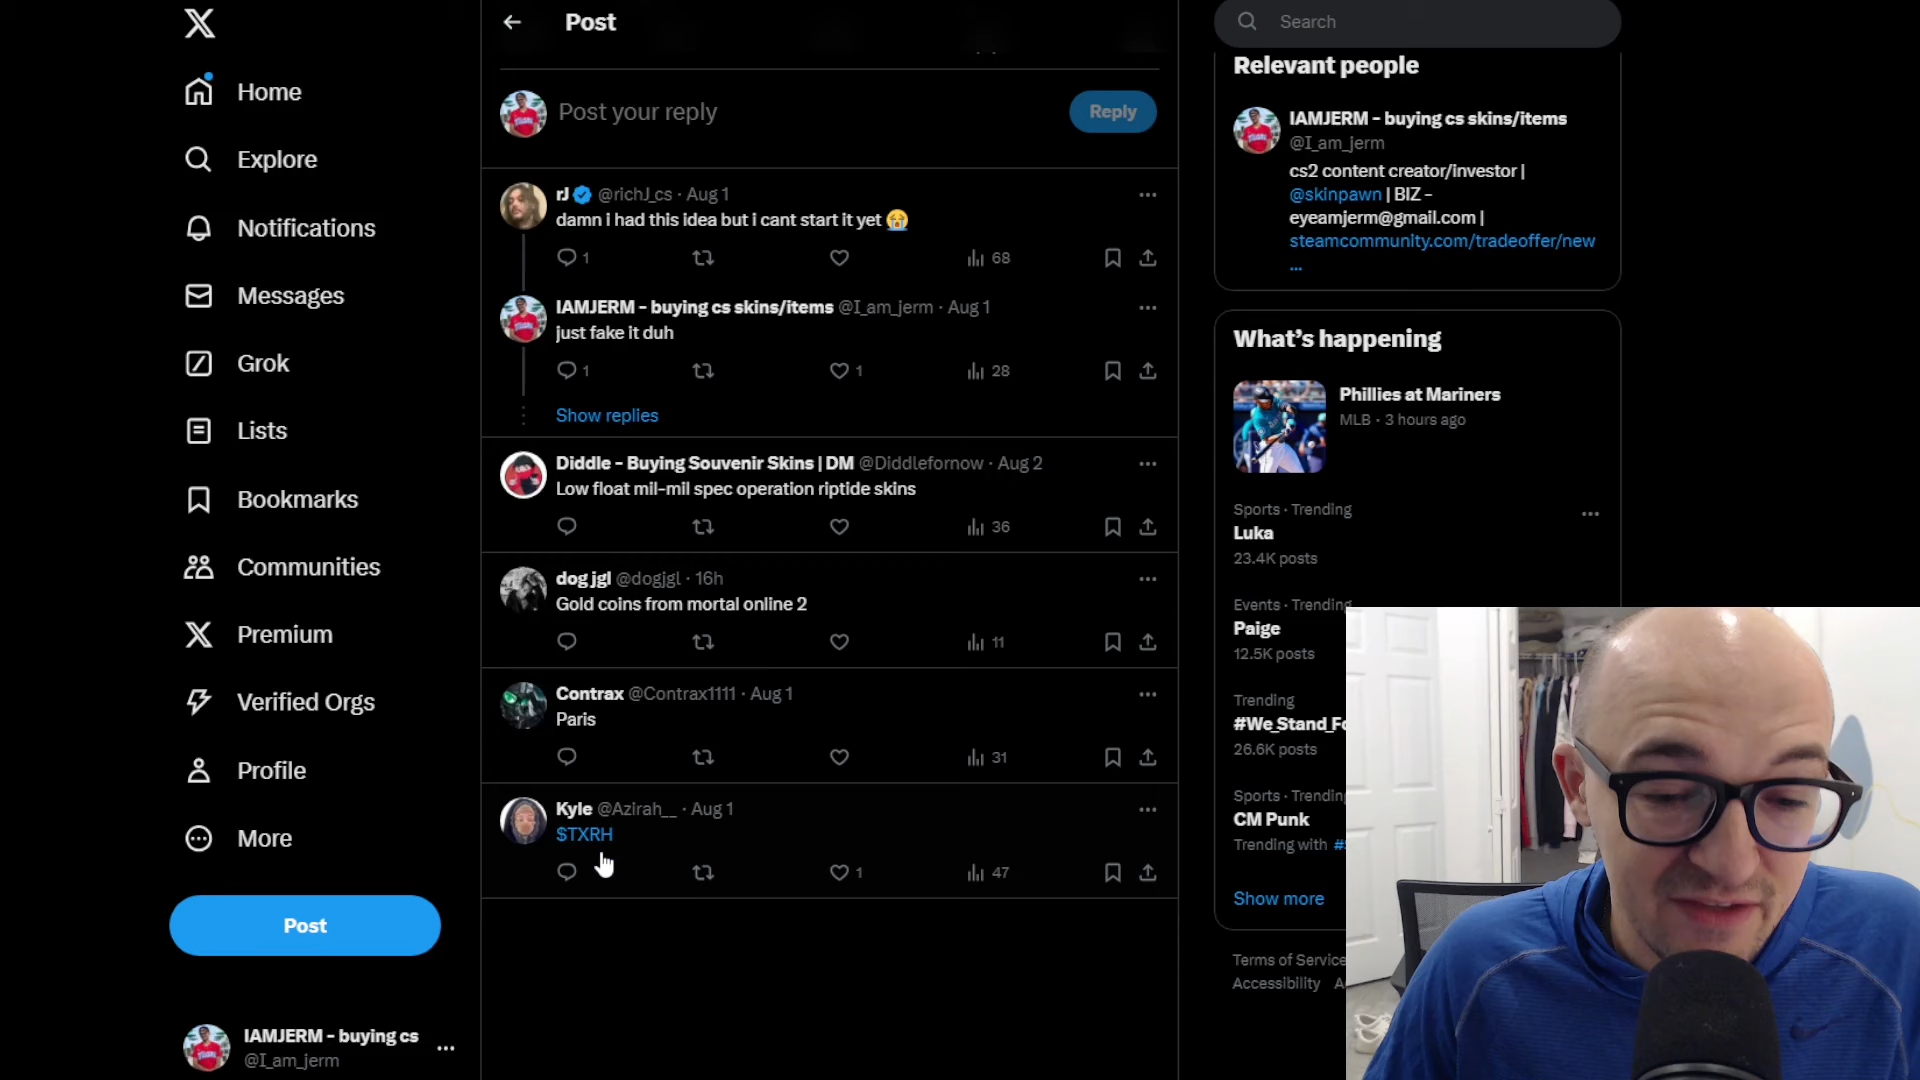 Home
Explore
Notifications
Messages
Grok
Lists
Bookmarks
Communities
Premium
Verified Orgs
Profile
More
Post
IAMJERM - buying cs
@I_am_jerm
Post
Post your reply
Reply
rJ @richJ_cs · Aug 1
damn i had this idea but i cant start it yet 😭
1
68
IAMJERM - buying cs skins/items @I_am_jerm · Aug 1
just fake it duh
1
1
28
Show replies
Diddle - Buying Souvenir Skins | DM @Diddlefornow · Aug 2
Low float mil-mil spec operation riptide skins
36
dog jgl @dogjgl · 16h
Gold coins from mortal online 2
11
Contrax @Contrax1111 · Aug 1
Paris
31
Kyle @Azirah__ · Aug 1
$TXRH
1
47
Search
Relevant people
IAMJERM - buying cs skins/items
@I_am_jerm
cs2 content creator/investor |
@skinpawn | BIZ -
eyeamjerm@gmail.com |
steamcommunity.com/tradeoffer/new
...
What's happening
Phillies at Mariners
MLB · 3 hours ago
Sports · Trending
Luka
23.4K posts
Events · Trending
Paige
12.5K posts
Trending
#We_Stand_Fo
26.6K posts
Sports · Trending
CM Punk
Trending with #
Show more
Terms of Service
Accessibility